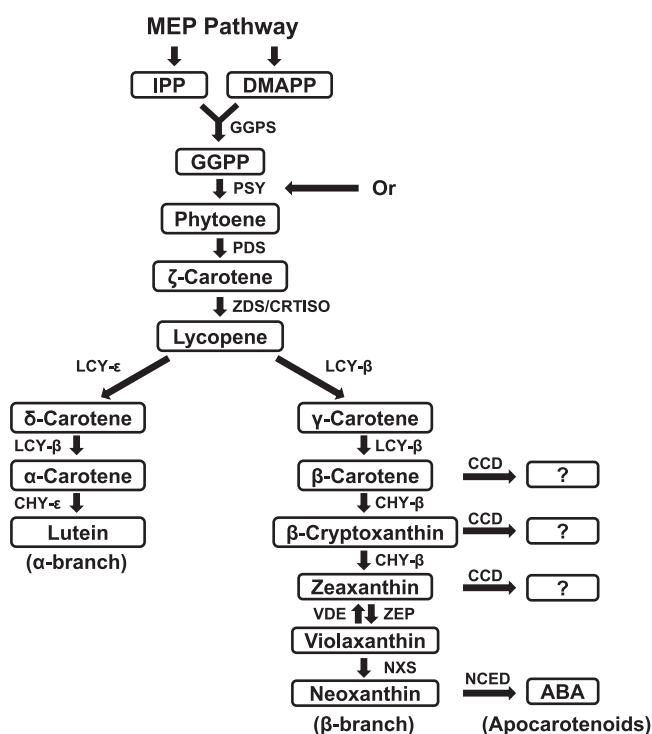 MEP Pathway
IPP DMAPP
GGPS
GGPP
PSY Or
Phytoene
PDS
ζ-Carotene
ZDS/CRTISO
Lycopene
LCY-ε LCY-β
δ-Carotene γ-Carotene
LCY-β LCY-β
α-Carotene β-Carotene CCD ?
CHY-ε CHY-β
Lutein β-Cryptoxanthin CCD ?
(α-branch) CHY-β
Zeaxanthin CCD ?
VDE ZEP
Violaxanthin
NXS
Neoxanthin NCED ABA
(β-branch) (Apocarotenoids)